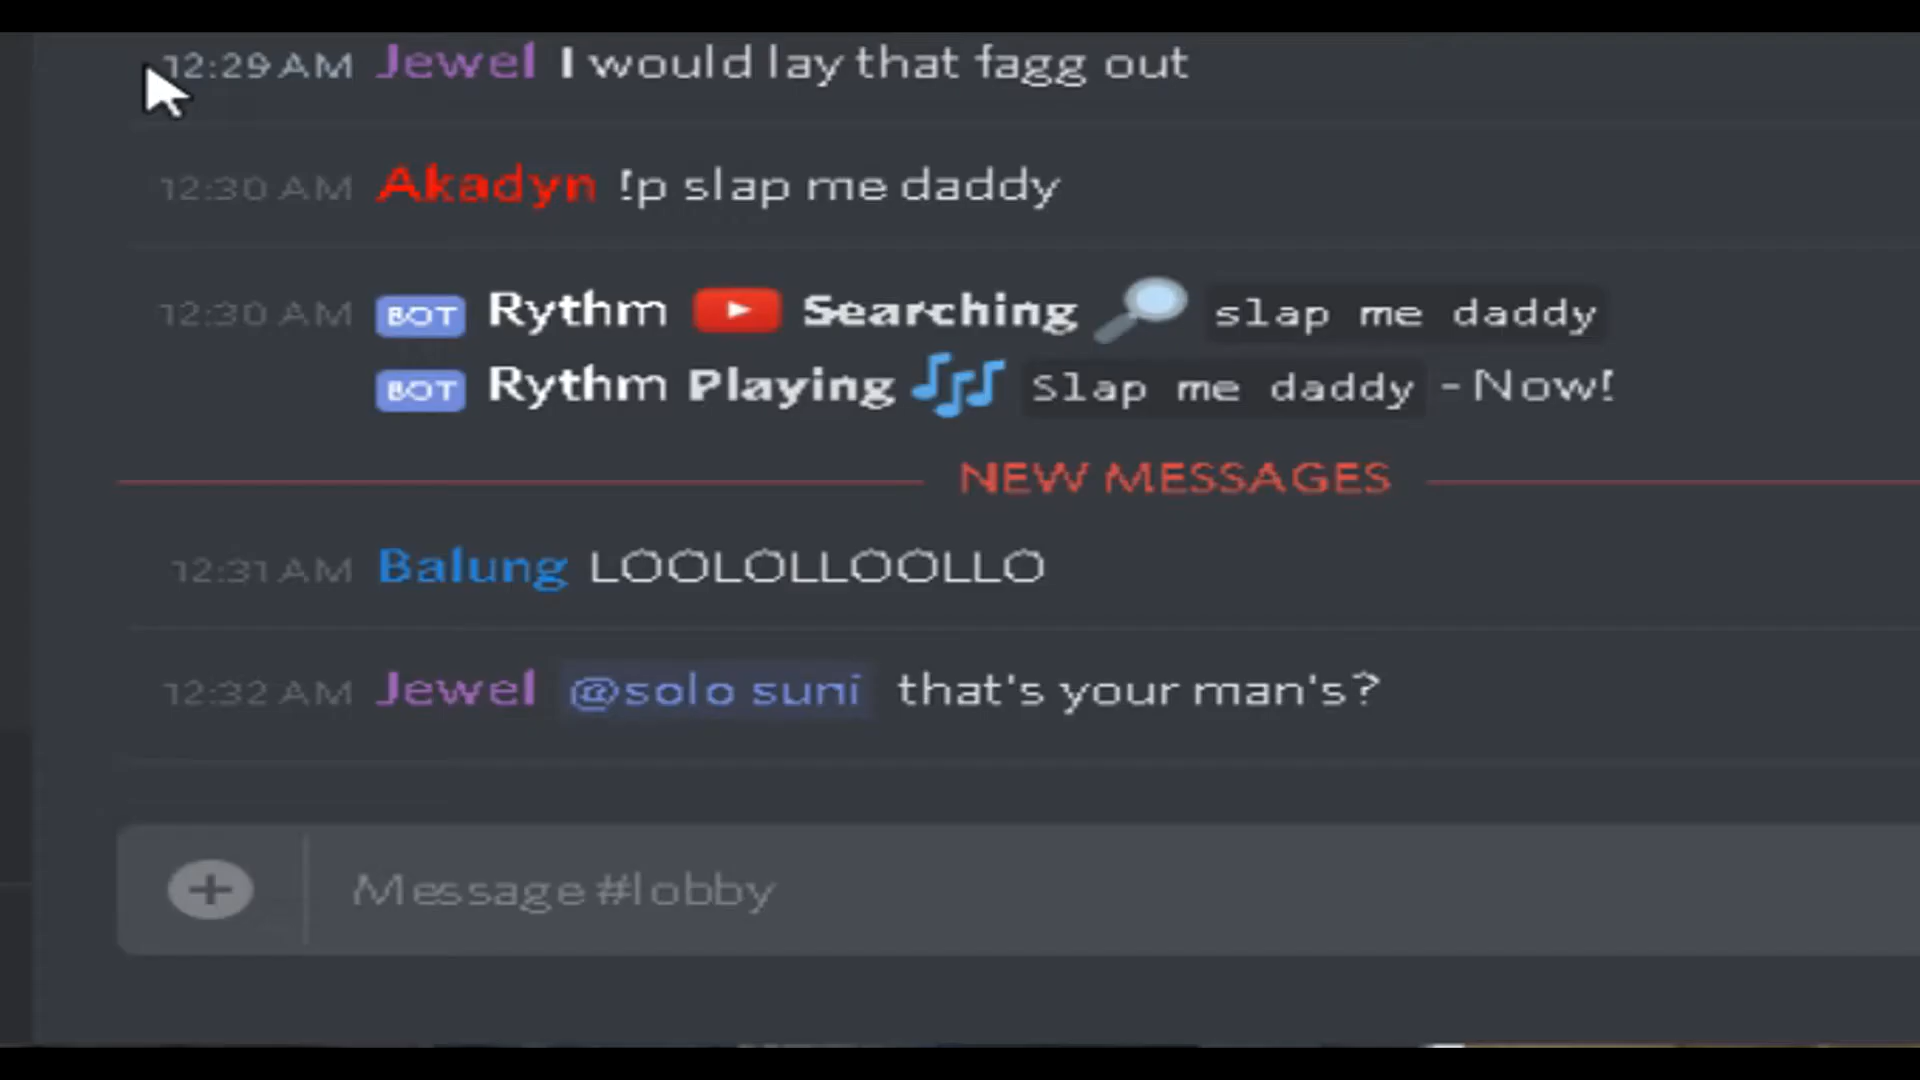 12:29 AM Jewel I would lay that fagg out
12:30 AM Akadyn !p slap me daddy
12:30 AM BOT Rythm Searching slap me daddy
BOT Rythm Playing Slap me daddy - Now!
NEW MESSAGES
12:31 AM Balung LOOLOLLOOLLO
12:32 AM Jewel @solo suni that's your man's?
Message #lobby